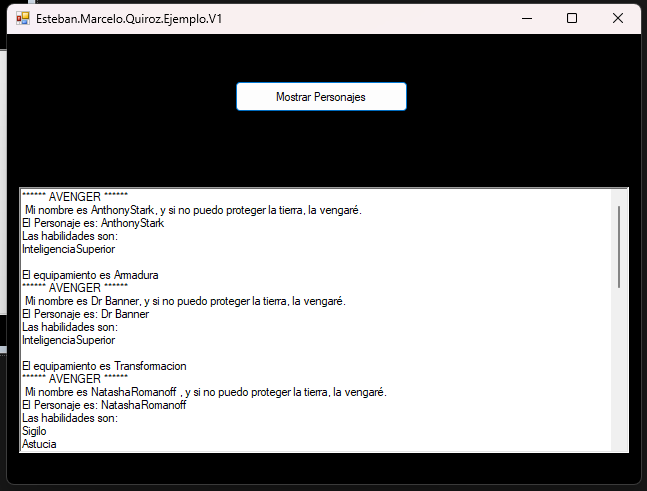 Esteban.Marcelo.Quiroz.Ejemplo.V1
Mostrar Personajes
****** AVENGER ******
Mi nombre es AnthonyStark, y si no puedo proteger la tierra, la vengaré.
El Personaje es: AnthonyStark
Las habilidades son:
InteligenciaSuperior
El equipamiento es Armadura
****** AVENGER ******
Mi nombre es Dr Banner, y si no puedo proteger la tierra, la vengaré.
El Personaje es: Dr Banner
Las habilidades son:
InteligenciaSuperior
El equipamiento es Transformacion
****** AVENGER ******
Mi nombre es NatashaRomanoff , y si no puedo proteger la tierra, la vengaré.
El Personaje es: NatashaRomanoff
Las habilidades son:
Sigilo
Astucia